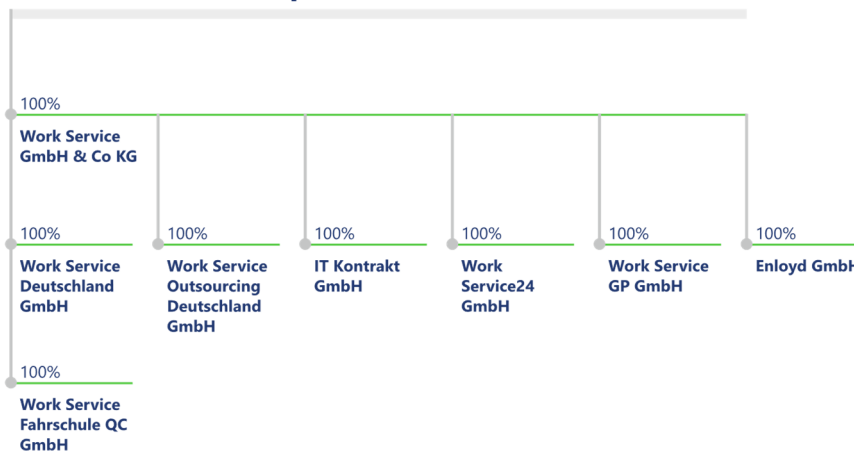 100%
Work Service
GmbH & Co KG
100%
Work Service
Deutschland
GmbH
100%
Work Service
Outsourcing
Deutschland
GmbH
100%
IT Kontrakt
GmbH
100%
Work
Service24
GmbH
100%
Work Service
GP GmbH
100%
Enloyd GmbH
100%
Work Service
Fahrschule QC
GmbH